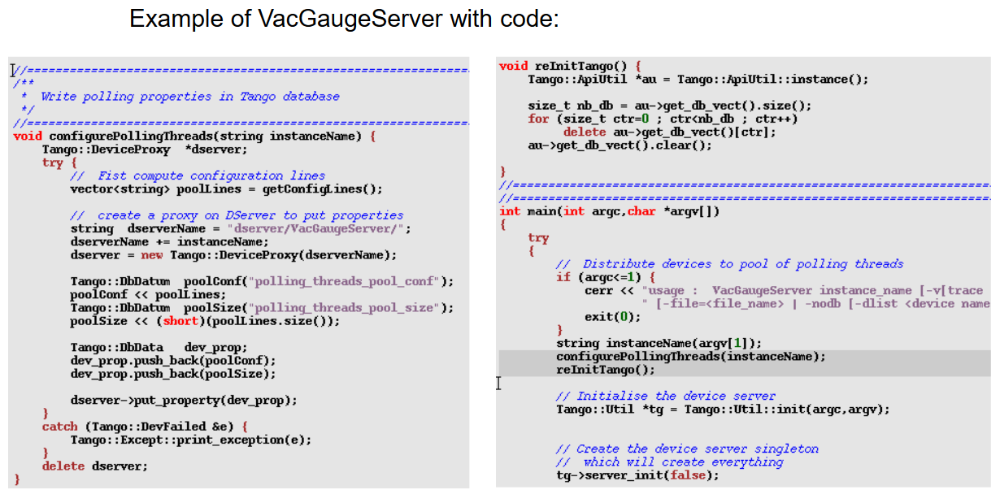 Example of VacGaugeServer with code:
//===============================================================
/**
 *  Write polling properties in Tango database
 */
//===============================================================
void configurePollingThreads(string instanceName) {
    Tango::DeviceProxy  *dserver;
    try {
        //  Fist compute configuration lines
        vector<string> poolLines = getConfigLines();

        //  create a proxy on DServer to put properties
        string  dserverName = "dserver/VacGaugeServer/";
        dserverName += instanceName;
        dserver = new Tango::DeviceProxy(dserverName);

        Tango::DbDatum  poolConf("polling_threads_pool_conf");
        poolConf << poolLines;
        Tango::DbDatum  poolSize("polling_threads_pool_size");
        poolSize << (short)(poolLines.size());

        Tango::DbData   dev_prop;
        dev_prop.push_back(poolConf);
        dev_prop.push_back(poolSize);

        dserver->put_property(dev_prop);
    }
    catch (Tango::DevFailed &e) {
        Tango::Except::print_exception(e);
    }
    delete dserver;
}
void reInitTango() {
    Tango::ApiUtil *au = Tango::ApiUtil::instance();

    size_t nb_db = au->get_db_vect().size();
    for (size_t ctr=0 ; ctr<nb_db ; ctr++)
         delete au->get_db_vect()[ctr];
    au->get_db_vect().clear();

}
//===============================================================
//===============================================================
int main(int argc,char *argv[])
{
    try
    {
        //  Distribute devices to pool of polling threads
        if (argc<=1) {
            cerr << "usage :  VacGaugeServer instance_name [-v[trace
                    " [-file=<file_name> | -nodb [-dlist <device name
            exit(0);
        }
        string instanceName(argv[1]);
        configurePollingThreads(instanceName);
        reInitTango();

        // Initialise the device server
        Tango::Util *tg = Tango::Util::init(argc,argv);

        // Create the device server singleton
        //  which will create everything
        tg->server_init(false);